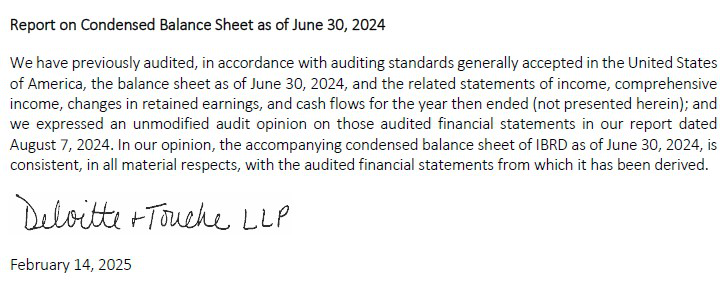 Report on Condensed Balance Sheet as of June 30, 2024
We have previously audited, in accordance with auditing standards generally accepted in the United States
of America, the balance sheet as of June 30, 2024, and the related statements of income, comprehensive
income, changes in retained earnings, and cash flows for the year then ended (not presented herein); and
we expressed an unmodified audit opinion on those audited financial statements in our report dated
August 7, 2024. In our opinion, the accompanying condensed balance sheet of IBRD as of June 30, 2024, is
consistent, in all material respects, with the audited financial statements from which it has been derived.
Deloitte + Touche LLP
February 14, 2025